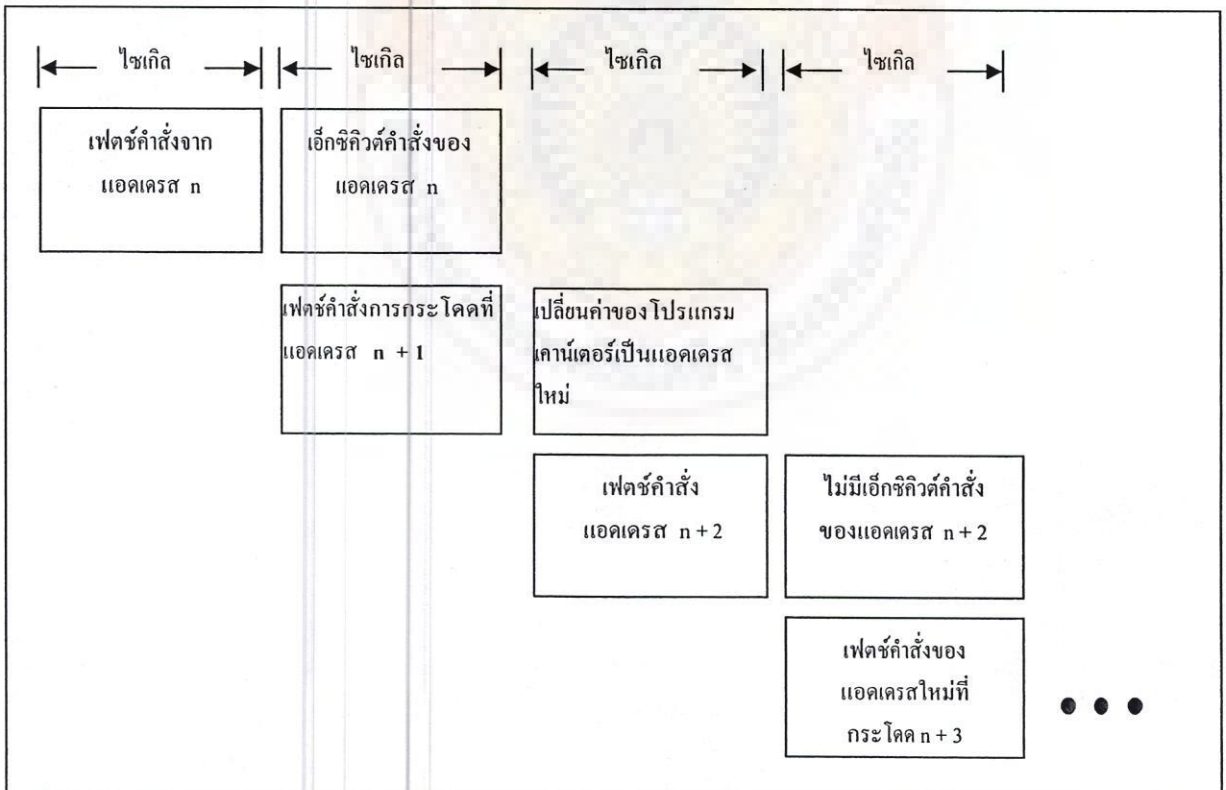 ไซเกิล ไซเกิล ไซเกิล ไซเกิล
เฟตช์คำสั่งจาก
แอดเดรส n
เอ็กซิคิวต์คำสั่งของ
แอดเดรส n
เฟตช์คำสั่งการกระโดดที่
แอดเดรส n + 1
เปลี่ยนค่าของโปรแกรม
เคาน์เตอร์เป็นแอดเดรส
ใหม่
เฟตช์คำสั่ง
แอดเดรส n + 2
ไม่มีเอ็กซิคิวต์คำสั่ง
ของแอดเดรส n + 2
เฟตช์คำสั่งของ
แอดเดรสใหม่ที่
กระโดด n + 3